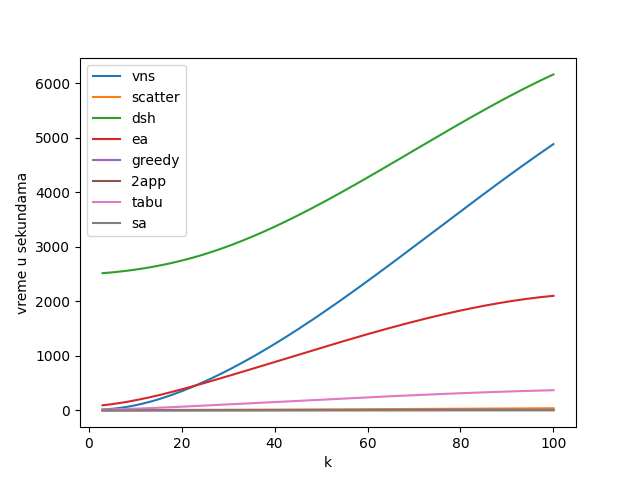 6000
5000
4000
3000
2000
1000
0
vreme u sekundama
vns
scatter
dsh
ea
greedy
2app
tabu
sa
0 20 40 60 80 100
k